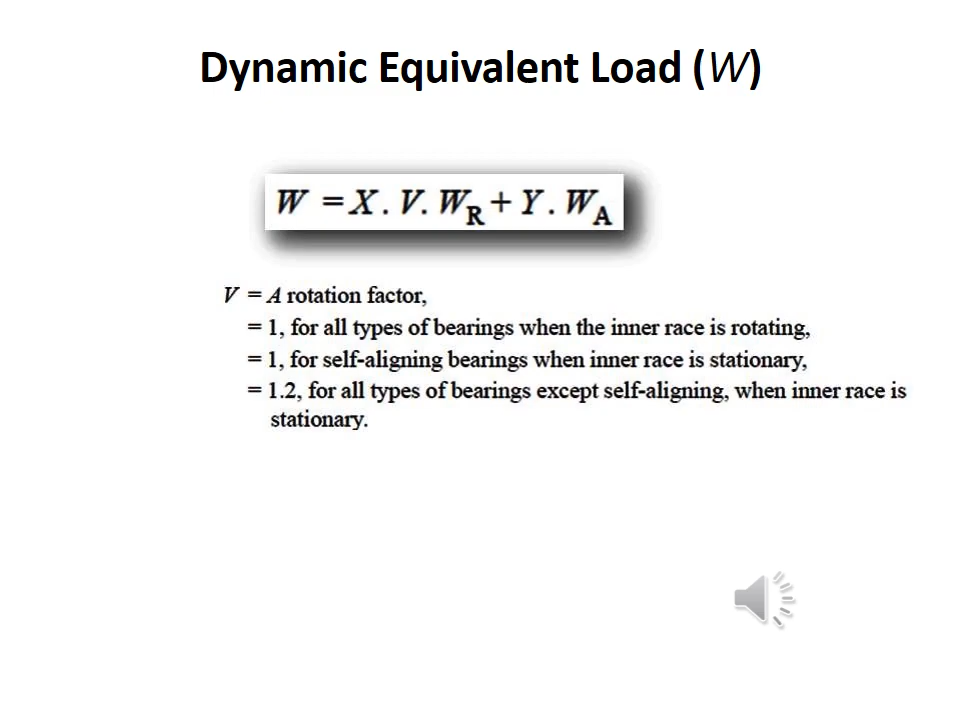 Dynamic Equivalent Load (W)
W = X . V. W_R + Y . W_A
V = A rotation factor,
= 1, for all types of bearings when the inner race is rotating,
= 1, for self-aligning bearings when inner race is stationary,
= 1.2, for all types of bearings except self-aligning, when inner race is
stationary.